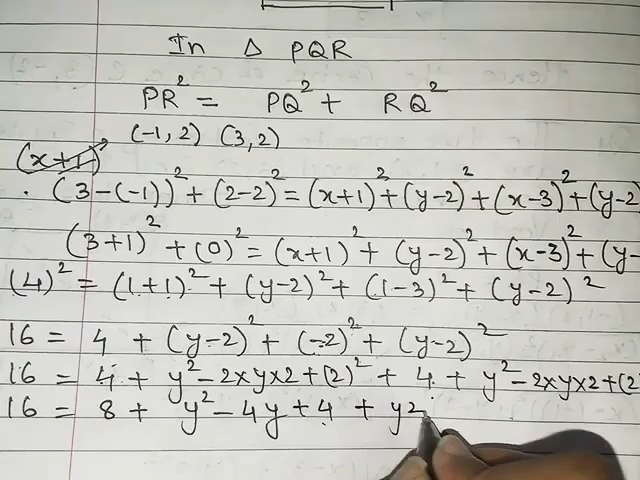 In Δ PQR
PR² = PQ² + RQ²
(-1, 2) (3, 2)
(x+1)
(3-(-1))² + (2-2)² = (x+1)² + (y-2)² + (x-3)² + (y-2
(3+1)² + (0)² = (x+1)² + (y-2)² + (x-3)² + (y-
(4)² = (1+1)² + (y-2)² + (1-3)² + (y-2)²
16 = 4 + (y-2)² + (-2)² + (y-2)²
16 = 4 + y² - 2xyx2 + (2)² + 4 + y² - 2xyx2 + (2
16 = 8 + y² - 4y + 4 + y2